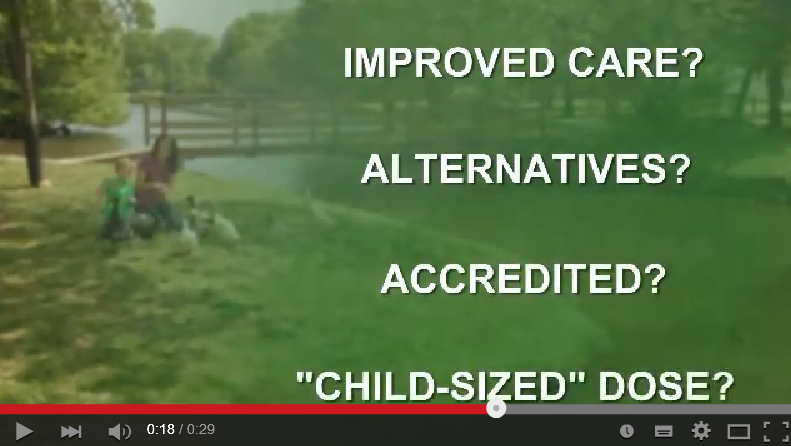 IMPROVED CARE?
ALTERNATIVES?
ACCREDITED?
"CHILD-SIZED" DOSE?
0:18 / 0:29